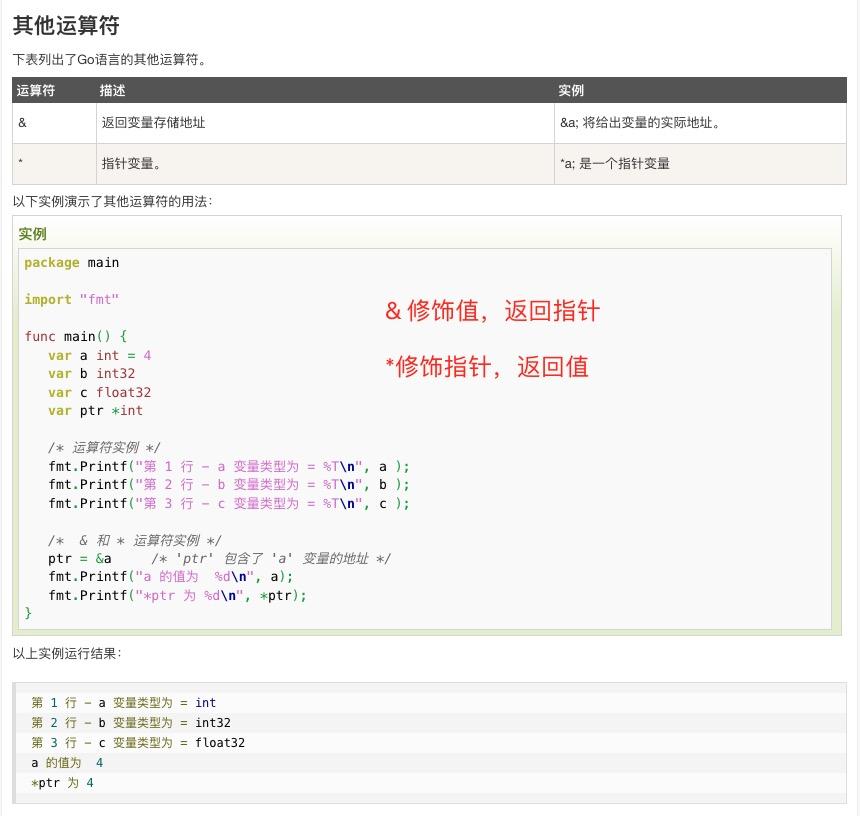 其他运算符
下表列出了Go语言的其他运算符。
运算符 描述 实例
& 返回变量存储地址 &a; 将给出变量的实际地址。
* 指针变量。 *a; 是一个指针变量
以下实例演示了其他运算符的用法：
实例
package main
import "fmt"
& 修饰值，返回指针
func main() {
var a int = 4
*修饰指针，返回值
var b int32
var c float32
var ptr *int
/* 运算符实例 */
fmt.Printf("第 1 行 - a 变量类型为 = %T\n", a );
fmt.Printf("第 2 行 - b 变量类型为 = %T\n", b );
fmt.Printf("第 3 行 - c 变量类型为 = %T\n", c );
/*  & 和 * 运算符实例 */
ptr = &a     /* 'ptr' 包含了 'a' 变量的地址 */
fmt.Printf("a 的值为  %d\n", a);
fmt.Printf("*ptr 为 %d\n", *ptr);
}
以上实例运行结果：
第 1 行 - a 变量类型为 = int
第 2 行 - b 变量类型为 = int32
第 3 行 - c 变量类型为 = float32
a 的值为  4
*ptr 为 4